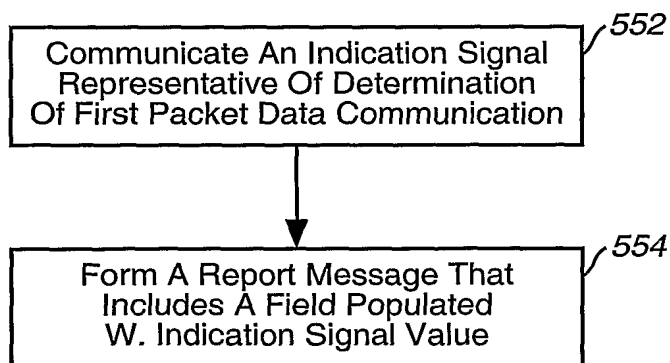 552
Communicate An Indication Signal
Representative Of Determination
Of First Packet Data Communication
554
Form A Report Message That
Includes A Field Populated
W. Indication Signal Value